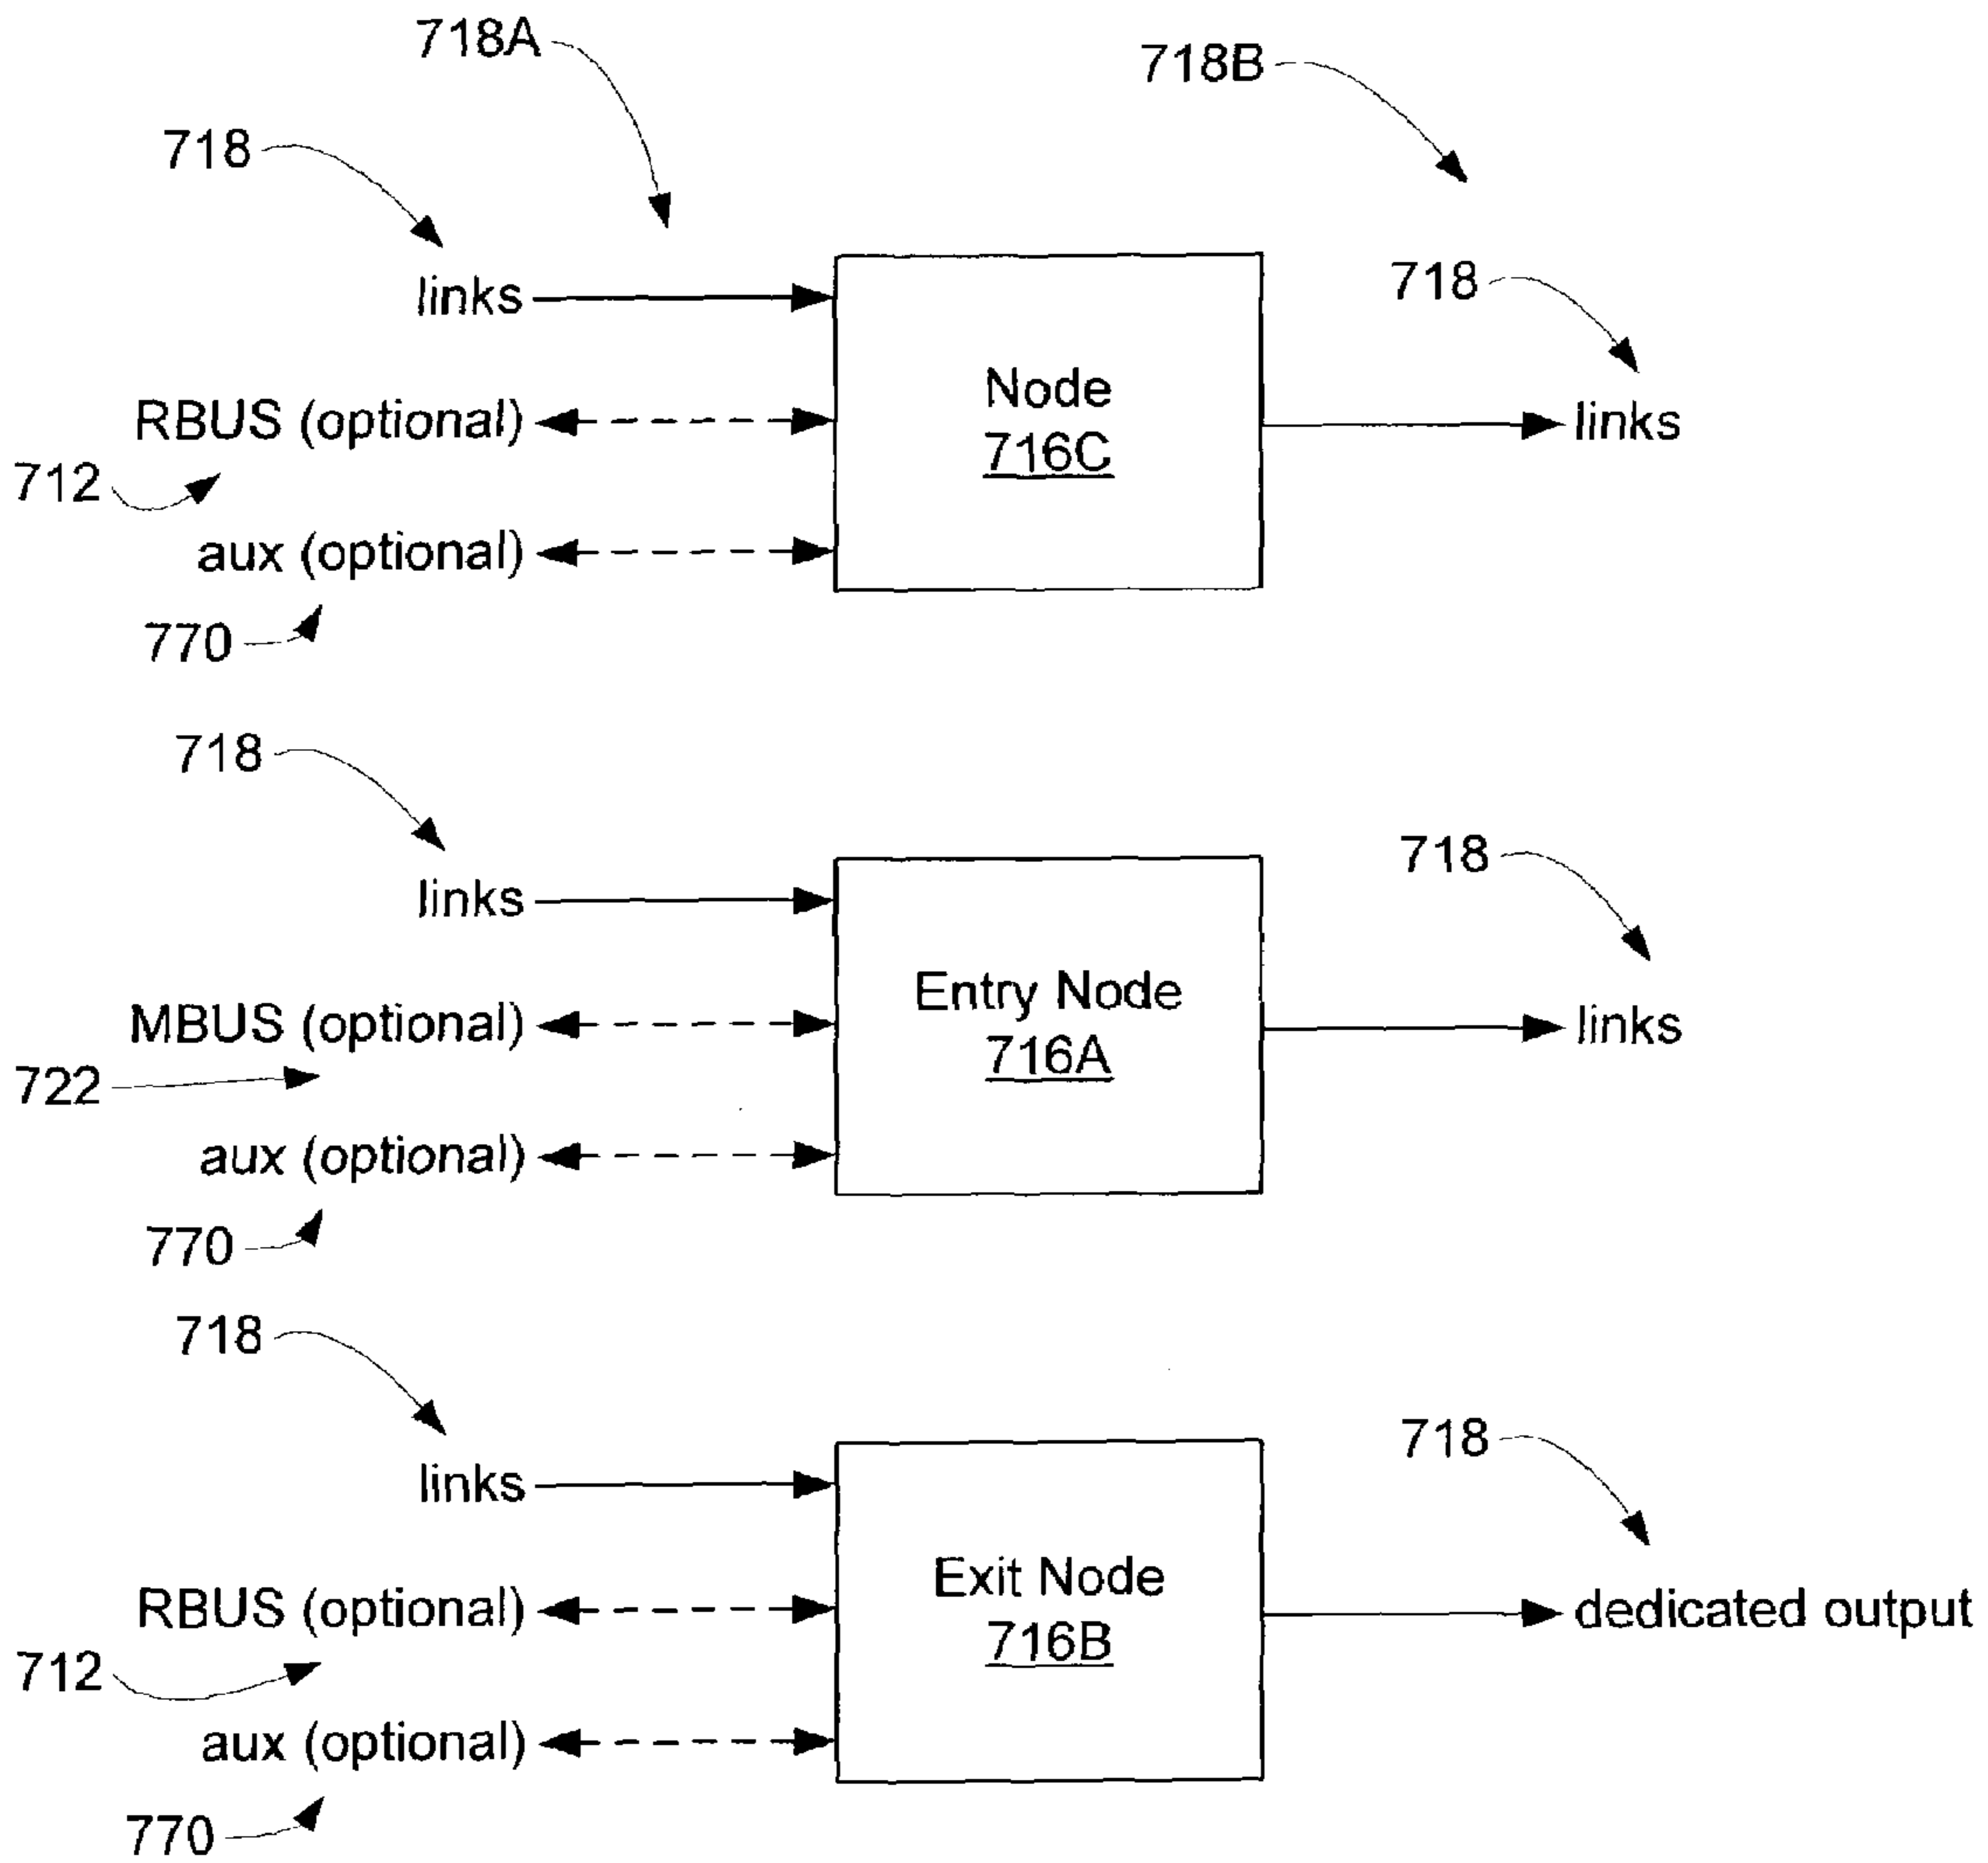 718A
718B
718
links
718
RBUS (optional)
Node
716C
links
712
aux (optional)
770
718
links
718
MBUS (optional)
Entry Node
716A
links
722
aux (optional)
770
718
links
718
RBUS (optional)
Exit Node
716B
dedicated output
712
aux (optional)
770